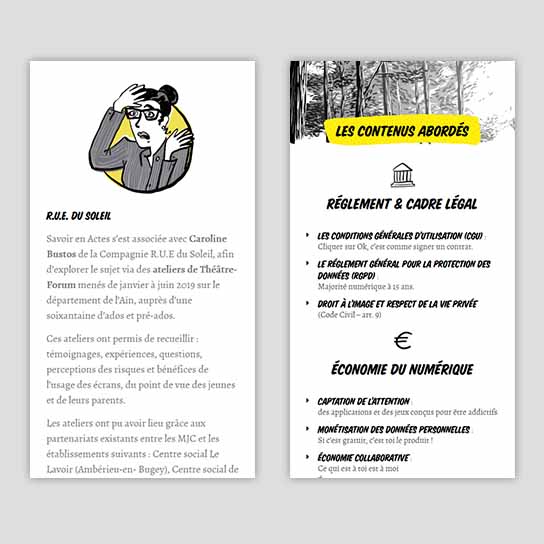 R.U.E. DU SOLEIL
Savoir en Actes s'est associée avec Caroline
Bustos de la Compagnie R.U.E du Soleil, afin
d'explorer le sujet via des ateliers de Théâtre-
Forum menés de janvier à juin 2019 sur le
département de l'Ain, auprès d'une
soixantaine d'ados et pré-ados.
Ces ateliers ont permis de recueillir :
témoignages, expériences, questions,
perceptions des risques et bénéfices de
l'usage des écrans, du point de vue des jeunes
et de leurs parents.
Les ateliers ont pu avoir lieu grâce aux
partenariats existants entre les MJC et les
établissements suivants : Centre social Le
Lavoir (Ambérieu-en- Bugey), Centre social de
LES CONTENUS ABORDÉS
RÉGLEMENT & CADRE LÉGAL
LES CONDITIONS GÉNÉRALES D'UTILISATION (CGU) :
Cliquer sur Ok, c'est comme signer un contrat.
LE RÉGLEMENT GÉNÉRAL POUR LA PROTECTION DES
DONNÉES (RGPD) :
Majorité numérique à 15 ans.
DROIT À L'IMAGE ET RESPECT DE LA VIE PRIVÉE
(Code Civil – art. 9)
€
ÉCONOMIE DU NUMÉRIQUE
CAPTATION DE L'ATTENTION :
des applications et des jeux conçus pour être addictifs
MONÉTISATION DES DONNÉES PERSONNELLES :
Si c'est gratuit, c'est toi le produit !
ÉCONOMIE COLLABORATIVE :
Ce qui est à toi est à moi